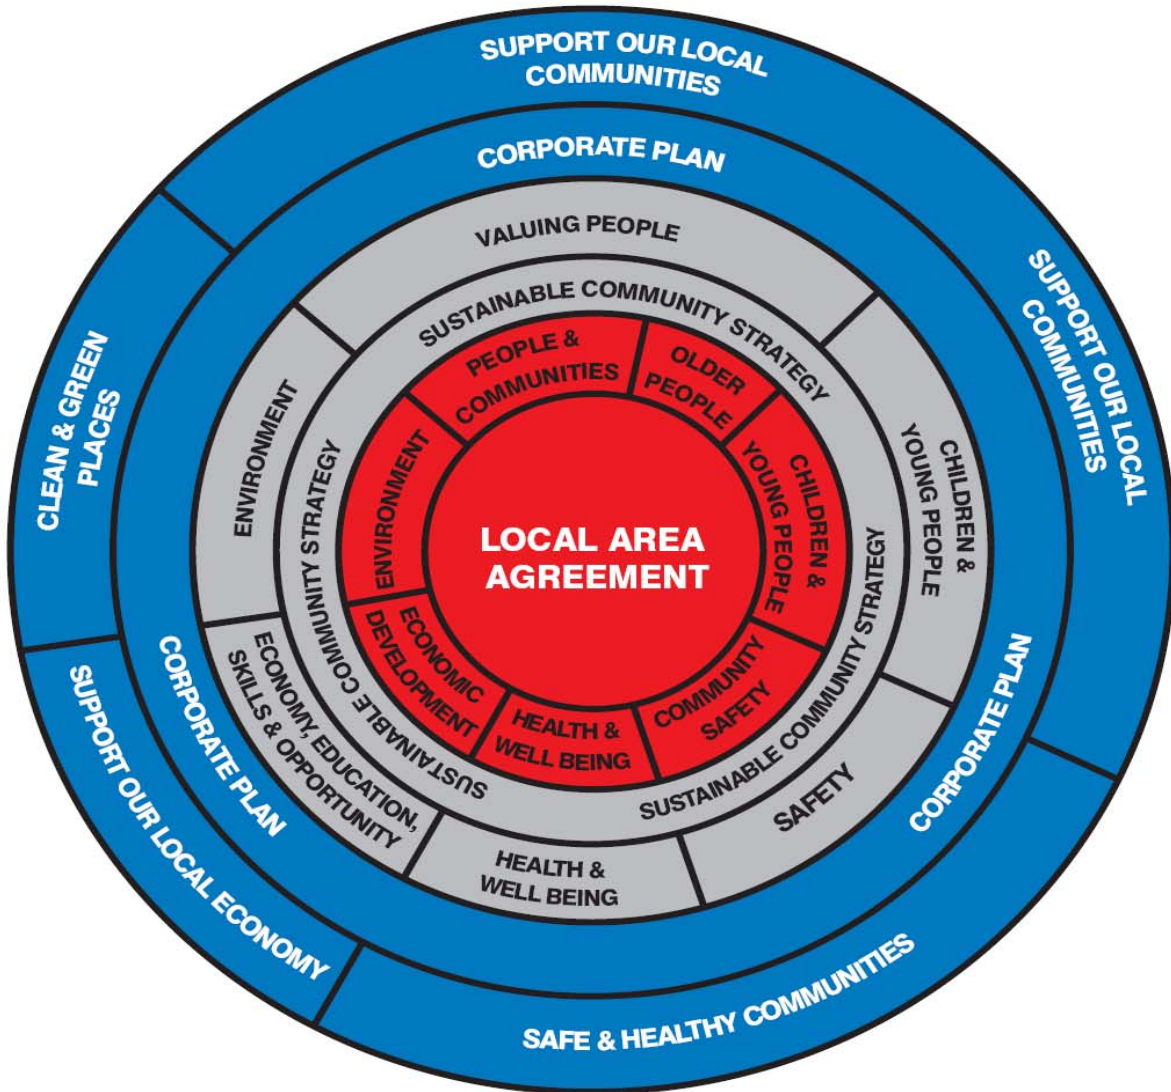 SUPPORT OUR LOCAL
COMMUNITIES
CORPORATE PLAN
VALUING PEOPLE
SUSTAINABLE COMMUNITY STRATEGY
PEOPLE &
COMMUNITIES
OLDER
PEOPLE
SUPPORT OUR LOCAL
COMMUNITIES
CLEAN & GREEN
PLACES
ENVIRONMENT
SUSTAINABLE COMMUNITY STRATEGY
ENVIRONMENT
LOCAL AREA
AGREEMENT
CHILDREN &
YOUNG PEOPLE
SUSTAINABLE COMMUNITY STRATEGY
CHILDREN &
YOUNG PEOPLE
CORPORATE PLAN
ECONOMIC
DEVELOPMENT
HEALTH &
WELL BEING
COMMUNITY
SAFETY
SUPPORT OUR LOCAL ECONOMY
CORPORATE PLAN
ECONOMY, EDUCATION,
SKILLS & OPPORTUNITY
HEALTH &
WELL BEING
SAFETY
SAFE & HEALTHY COMMUNITIES